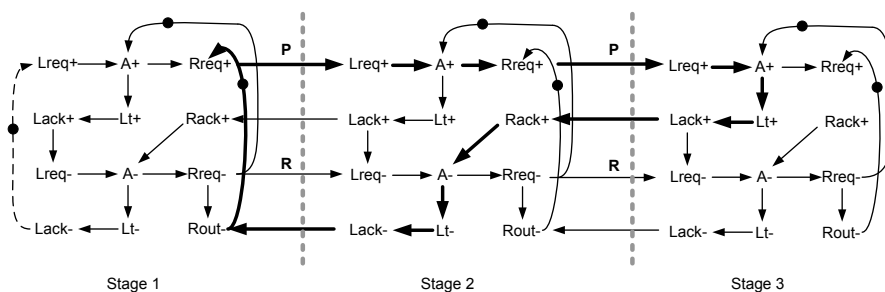 P P
Lreq+ A+ Rreq+ Lreq+ A+ Rreq+ Lreq+ A+ Rreq+
Lack+ Lt+ Rack+ Lack+ Lt+ Rack+ Lack+ Lt+ Rack+
R R
Lreq- A- Rreq- Lreq- A- Rreq- Lreq- A- Rreq-
Lack- Lt- Rout- Lack- Lt- Rout- Lack- Lt- Rout-
Stage 1 Stage 2 Stage 3